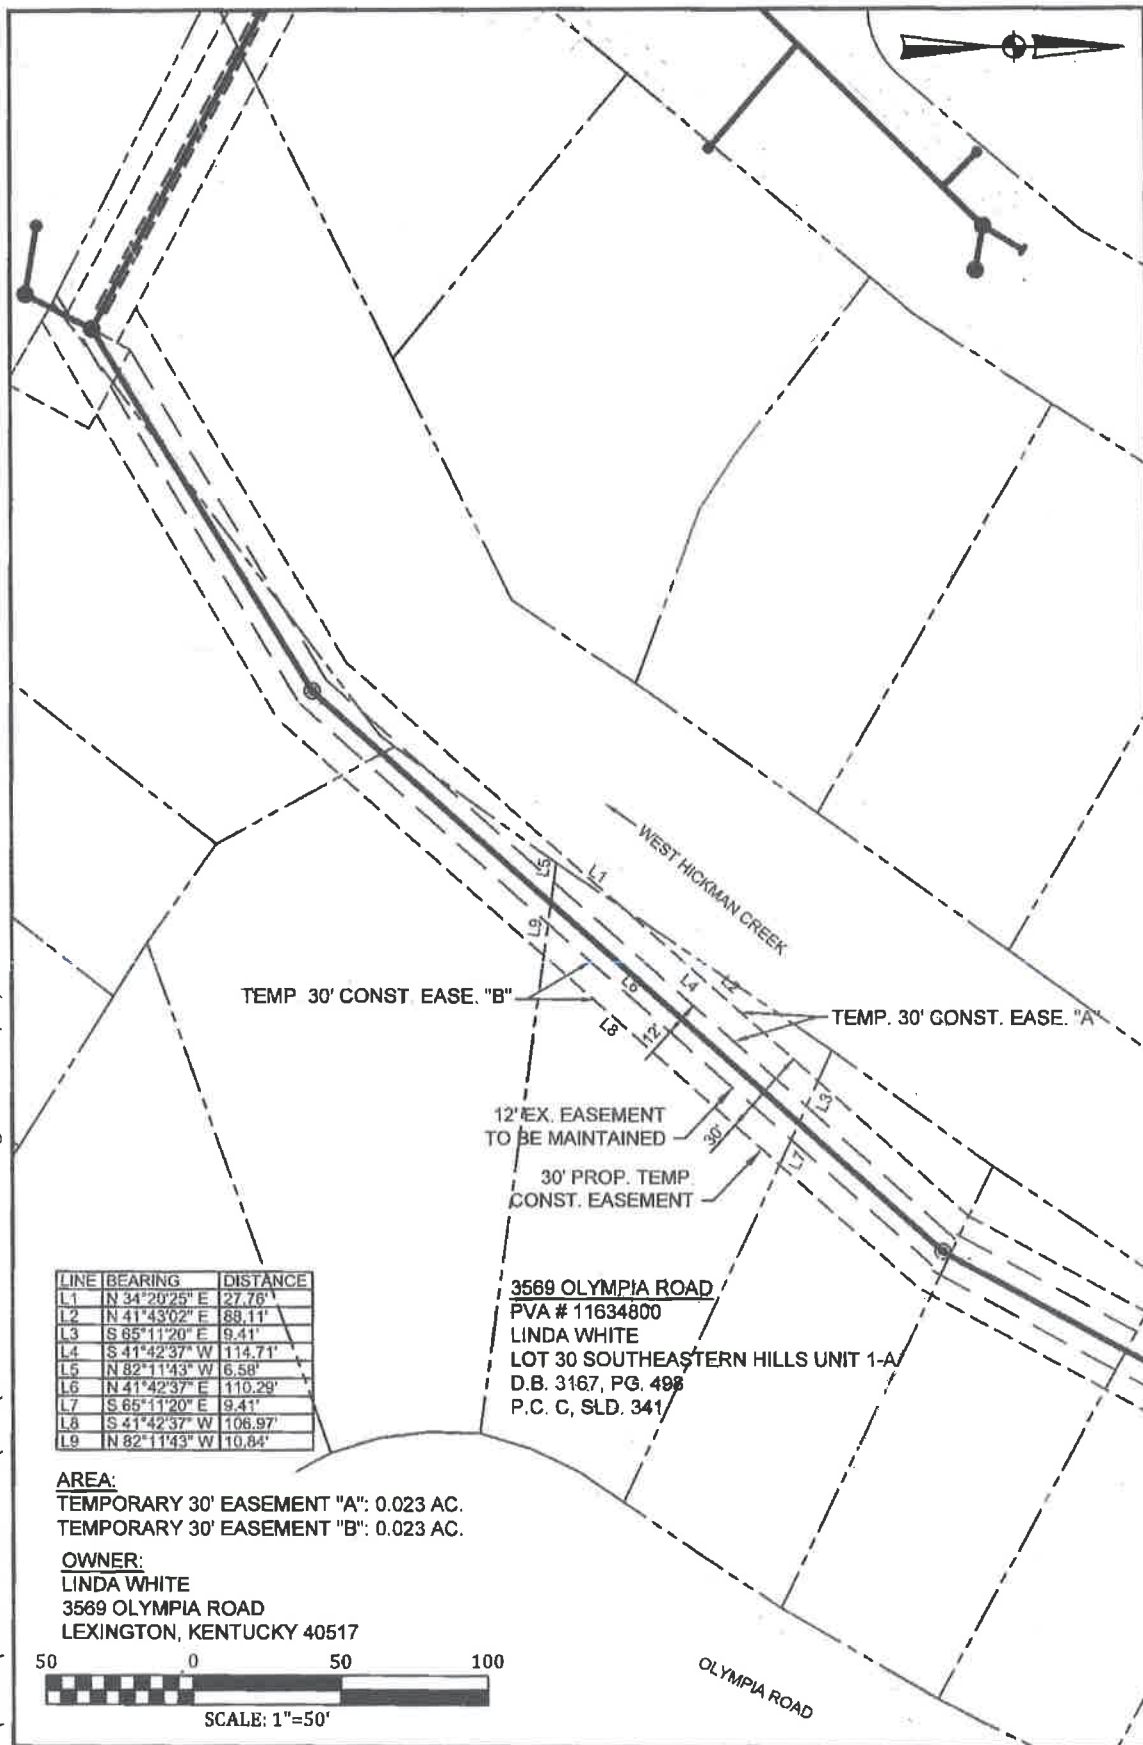 WEST HICKMAN CREEK
L1
L5
L2
L4
L9
L6
L8
12'
TEMP 30' CONST. EASE. "B"
TEMP. 30' CONST. EASE. "A"
L3
12' EX. EASEMENT
TO BE MAINTAINED
30'
L7
30' PROP. TEMP.
CONST. EASEMENT
LINE BEARING DISTANCE
L1 N 34°20'25" E 27.76'
L2 N 41°43'02" E 88.11'
L3 S 65°11'20" E 9.41'
L4 S 41°42'37" W 114.71'
L5 N 82°11'43" W 6.58'
L6 N 41°42'37" E 110.29'
L7 S 65°11'20" E 9.41'
L8 S 41°42'37" W 106.97'
L9 N 82°11'43" W 10.84'
3569 OLYMPIA ROAD
PVA # 11634800
LINDA WHITE
LOT 30 SOUTHEASTERN HILLS UNIT 1-A
D.B. 3167, PG. 498
P.C. C, SLD. 341
AREA:
TEMPORARY 30' EASEMENT "A": 0.023 AC.
TEMPORARY 30' EASEMENT "B": 0.023 AC.
OWNER:
LINDA WHITE
3569 OLYMPIA ROAD
LEXINGTON, KENTUCKY 40517
50 0 50 100
SCALE: 1"=50'
OLYMPIA ROAD